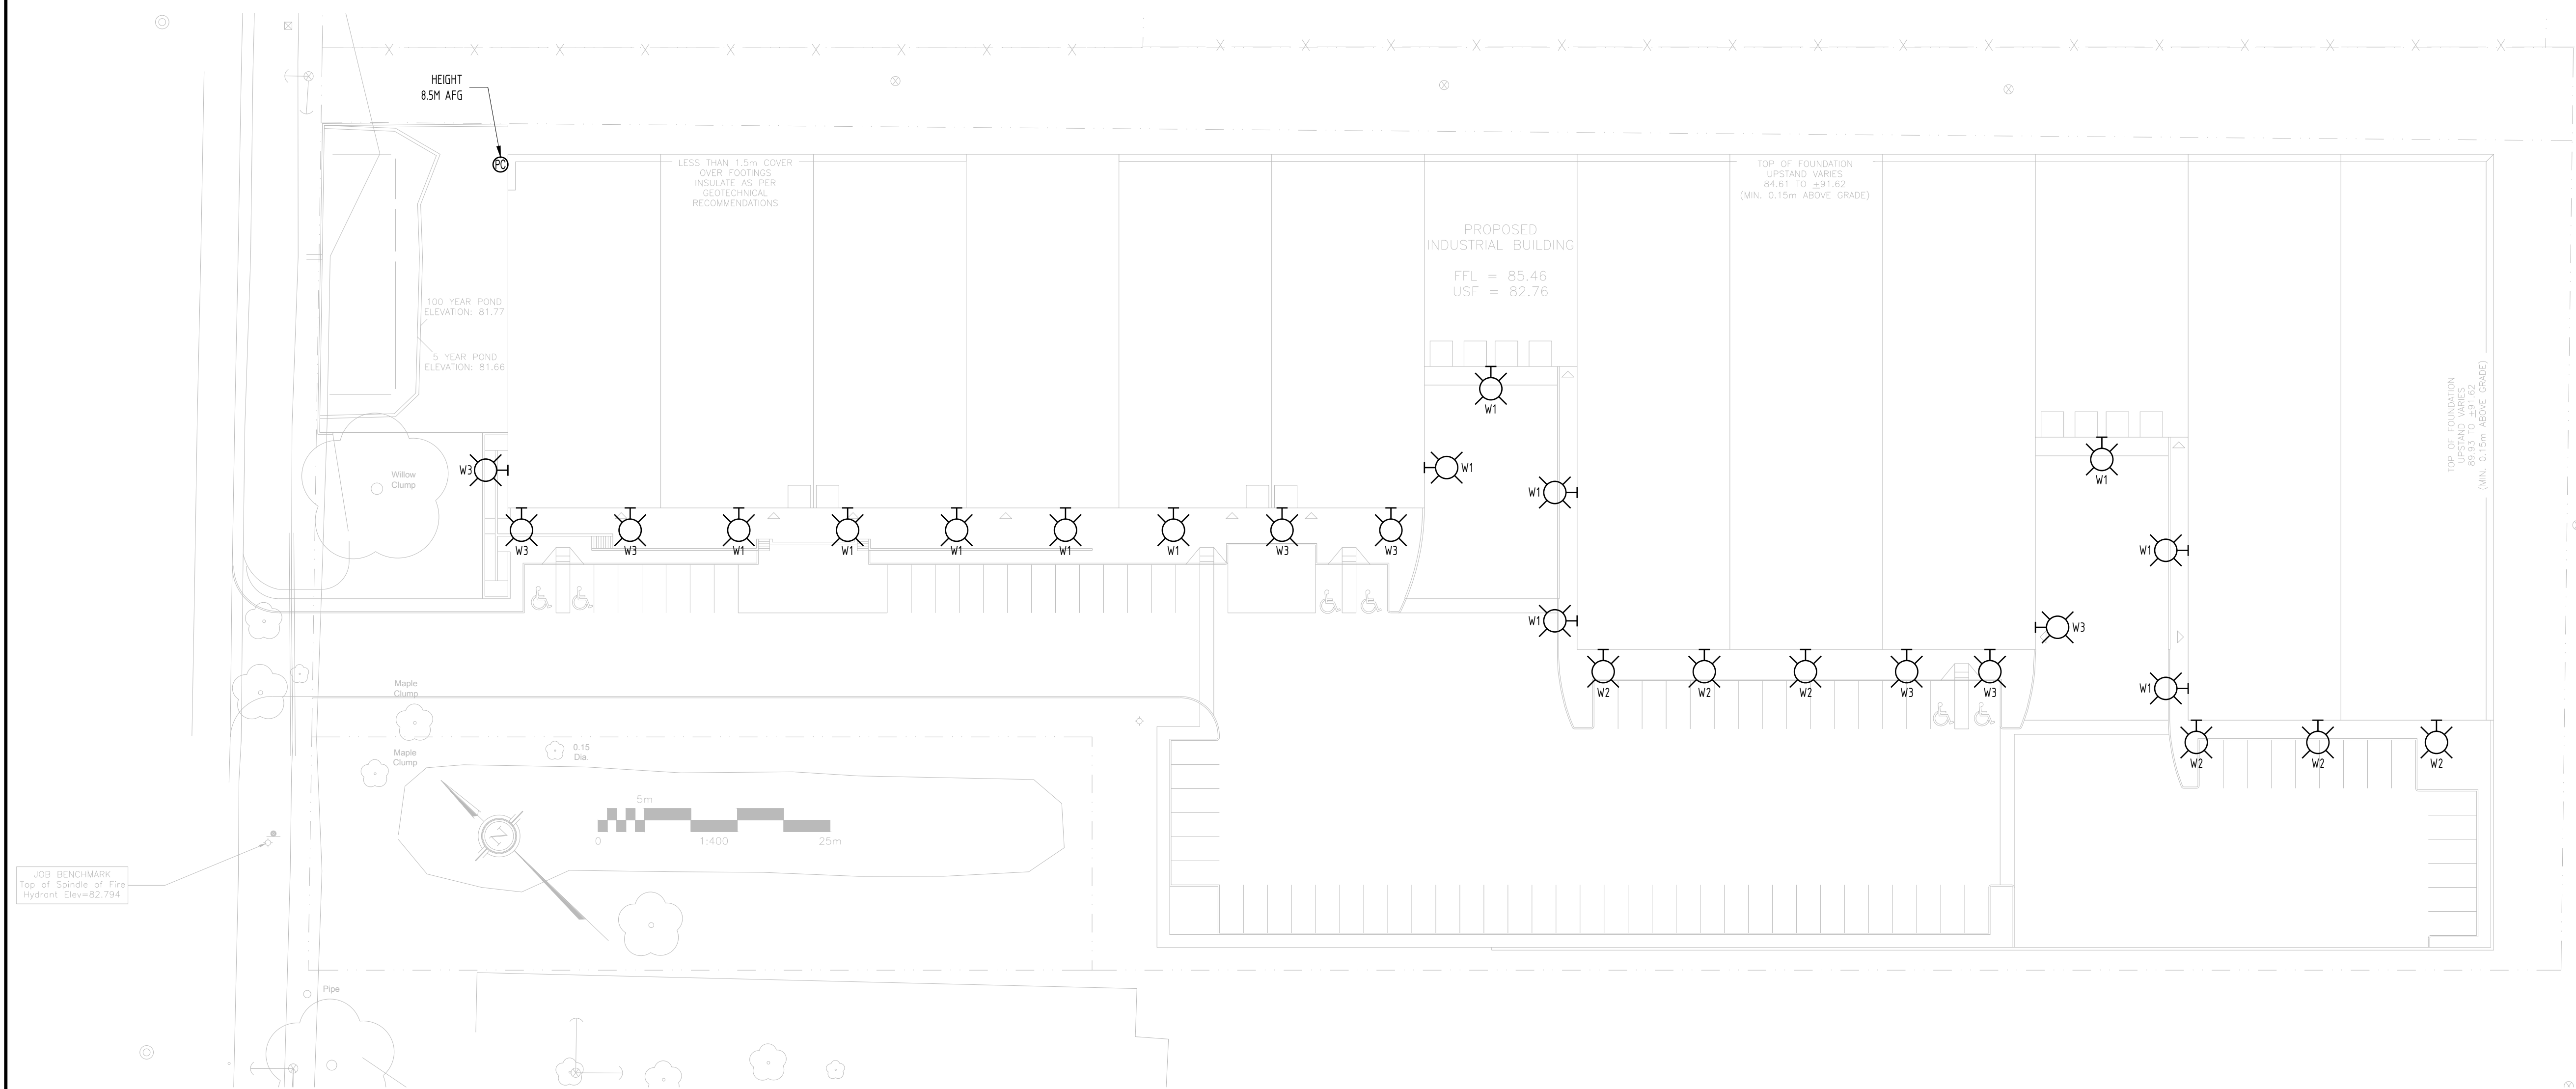 HEIGHT
8.5M AFG
PC
LESS THAN 1.5m COVER
OVER FOOTINGS
INSULATE AS PER
GEOTECHNICAL
RECOMMENDATIONS
TOP OF FOUNDATION
UPSTAND VARIES
84.61 TO ±91.62
(MIN. 0.15m ABOVE GRADE)
PROPOSED
INDUSTRIAL BUILDING
FFL = 85.46
USF = 82.76
100 YEAR POND
ELEVATION: 81.77
5 YEAR POND
ELEVATION: 81.66
TOP OF FOUNDATION
UPSTAND VARIES
89.93 TO ±91.62
(MIN. 0.15m ABOVE GRADE)
W1
Willow
Clump
W3
W1
W1
W1
W3
W3
W1
W1
W1
W1
W1
W3
W3
W1
W1
W3
W1
W2
W2
W2
W3
W3
W2
W2
W2
Maple
Clump
Maple
Clump
0.15
Dia.
N
5m
0
1:400
25m
JOB BENCHMARK
Top of Spindle of Fire
Hydrant Elev=82.794
Pipe